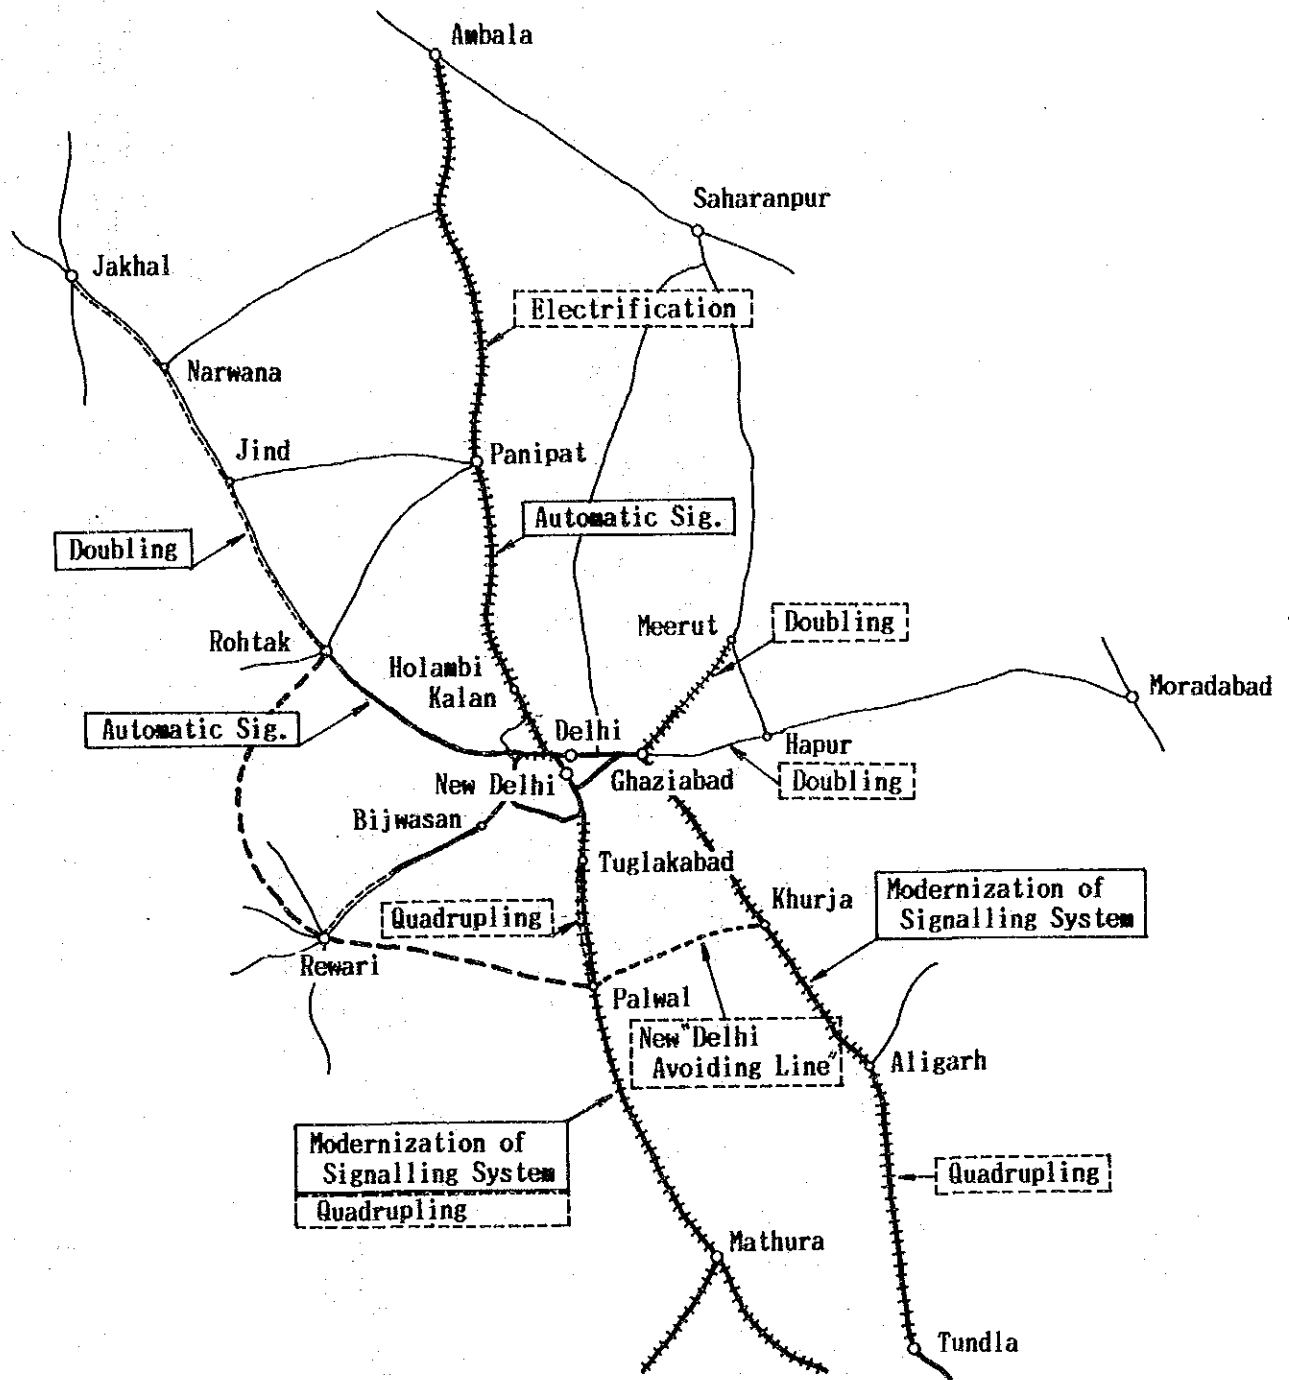 Ambala
Saharanpur
Jakhal
Electrification
Narwana
Jind
Panipat
Automatic Sig.
Doubling
Meerut
Doubling
Rohtak
Holambi
Kalan
Moradabad
Automatic Sig.
Delhi
Hapur
New Delhi
Ghaziabad
Doubling
Bijwasan
Tuglakabad
Khurja
Modernization of
Signalling System
Quadrupling
Rewari
Palwal
New "Delhi
Avoiding Line"
Aligarh
Modernization of
Signalling System
Quadrupling
Quadrupling
Mathura
Tundla